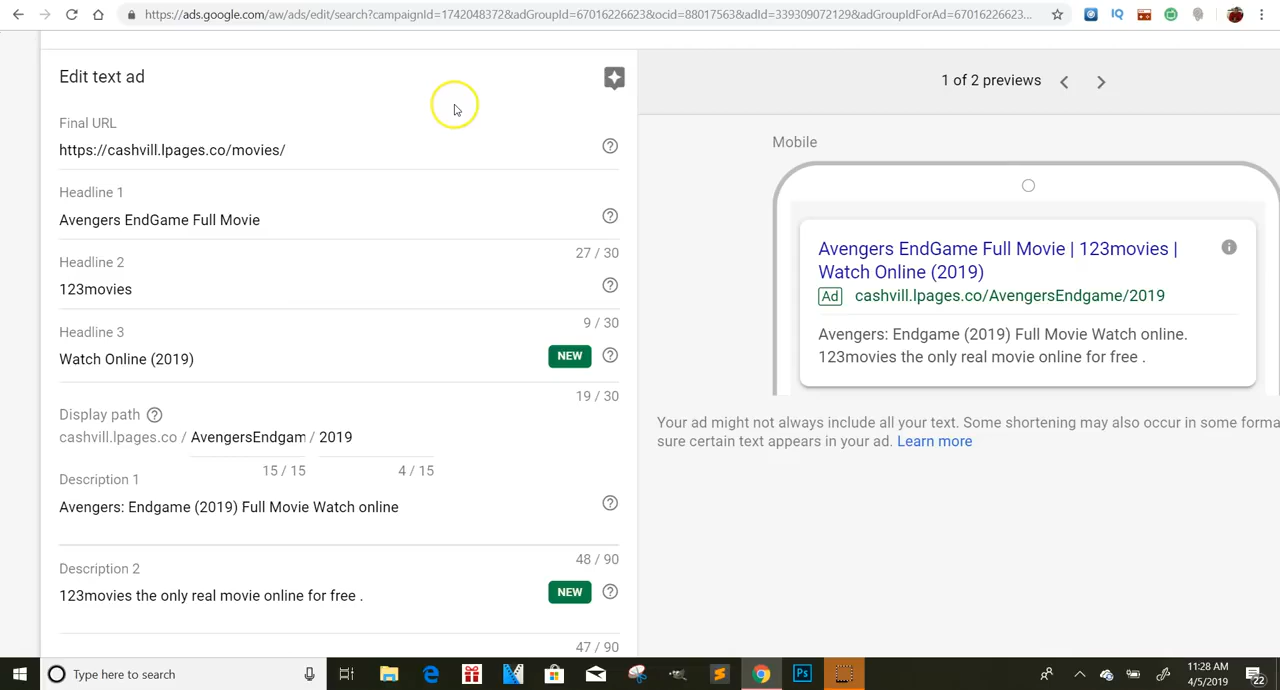 https://ads.google.com/aw/ads/edit/search?campaignId=1742048372&adGroupId=67016226623&ocid=88017563&adId=339309072129&adGroupIdForAd=67016226623...
IQ
Edit text ad
1 of 2 previews
Final URL
https://cashvill.lpages.co/movies/
Mobile
Headline 1
Avengers EndGame Full Movie
27 / 30
Avengers EndGame Full Movie | 123movies |
Watch Online (2019)
Ad cashvill.lpages.co/AvengersEndgame/2019
Avengers: Endgame (2019) Full Movie Watch online.
123movies the only real movie online for free .
Headline 2
123movies
9 / 30
Headline 3
Watch Online (2019)
NEW
19 / 30
Your ad might not always include all your text. Some shortening may also occur in some forma
sure certain text appears in your ad. Learn more
Display path
cashvill.lpages.co / AvengersEndgam / 2019
15 / 15
4 / 15
Description 1
Avengers: Endgame (2019) Full Movie Watch online
48 / 90
Description 2
123movies the only real movie online for free .
NEW
47 / 90
Type here to search
Ps
11:28 AM
4/5/2019
22